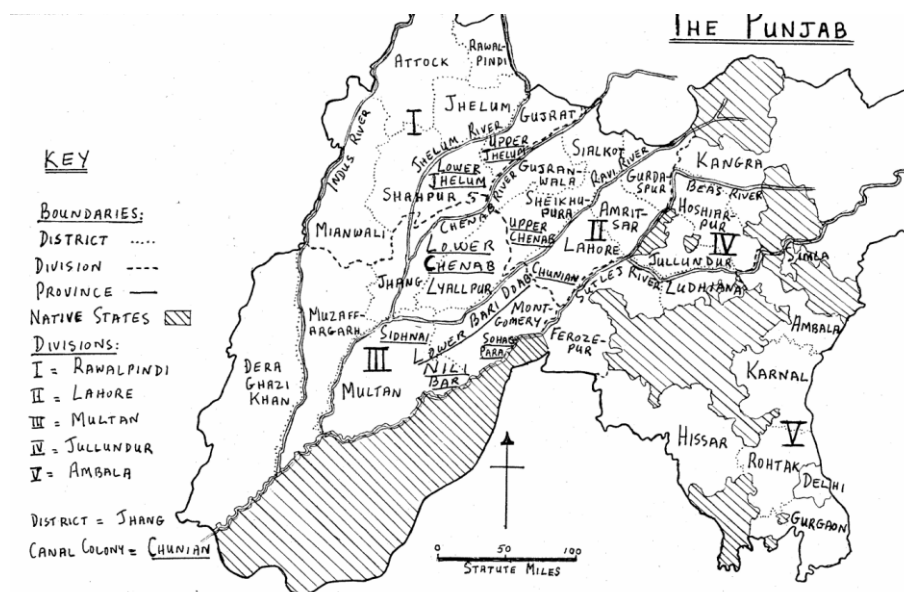 THE PUNJAB
KEY
BOUNDARIES:
DISTRICT .....
DIVISION ----
PROVINCE —
NATIVE STATES
DIVISIONS:
I = RAWALPINDI
II = LAHORE
III = MULTAN
IV = JULLUNDUR
V = AMBALA
DISTRICT = JHANG
CANAL COLONY = CHUNIAN
ATTOCK
RAWAL-
PINDI
I
JHELUM
GUJRAT
INDUS RIVER
JHELUM RIVER
UPPER
JHELUM
LOWER
JHELUM
SHAHPUR
CHENAB RIVER
GUJRAN-
WALA
SIALKOT
RAVI RIVER
GURDA-
SPUR
KANGRA
BEAS RIVER
MIANWALI
SHEIKHU-
PURA
UPPER
CHENAB
AMRIT-
SAR
II
LAHORE
HOSHIAR-
PUR
IV
JULLUNDUR
SIMLA
LOWER
CHENAB
LYALLPUR
JHANG
CHUNIAN
SUTLEJ RIVER
LUDHIANA
MUZAFF-
ARGARH
SIDHNAI
LOWER BARI DOAB
MONT-
GOMERY
SOHAG
PARA
FEROZE-
PUR
AMBALA
KARNAL
DERA
GHAZI
KHAN
III
MULTAN
NILI
BAR
HISSAR
V
ROHTAK
DELHI
GURGAON
0 50 100
STATUTE MILES